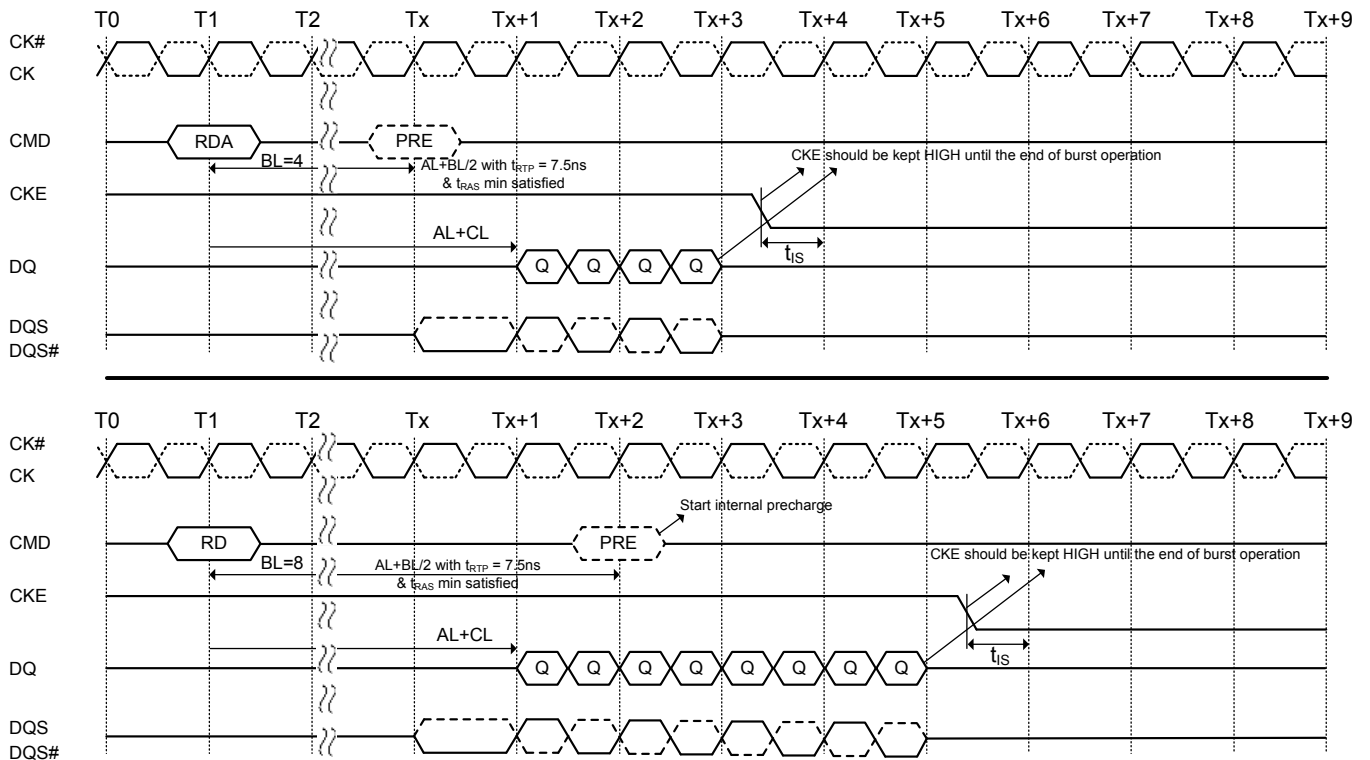 T0 T1 T2 Tx Tx+1 Tx+2 Tx+3 Tx+4 Tx+5 Tx+6 Tx+7 Tx+8 Tx+9
CK#
CK
CMD RDA PRE
BL=4 AL+BL/2 with tRTP = 7.5ns
& tRAS min satisfied
CKE should be kept HIGH until the end of burst operation
CKE
AL+CL
tIS
DQ Q Q Q Q
DQS
DQS#
T0 T1 T2 Tx Tx+1 Tx+2 Tx+3 Tx+4 Tx+5 Tx+6 Tx+7 Tx+8 Tx+9
CK#
CK
Start internal precharge
CMD RD PRE
CKE should be kept HIGH until the end of burst operation
BL=8 AL+BL/2 with tRTP = 7.5ns
& tRAS min satisfied
CKE
AL+CL
tIS
DQ Q Q Q Q Q Q Q Q
DQS
DQS#